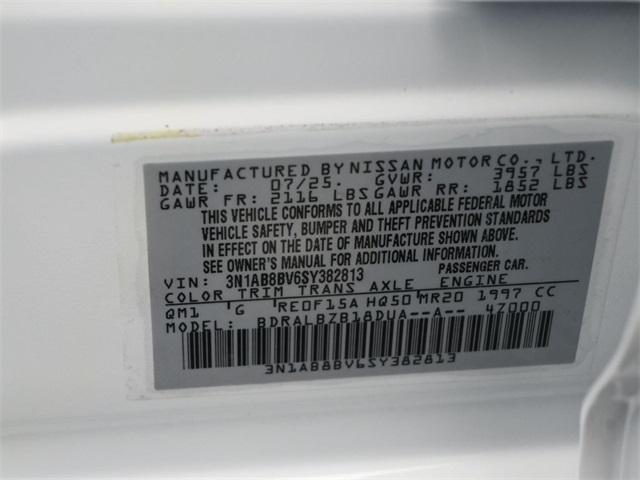 MANUFACTURED BY NISSAN MOTOR CO., LTD.
DATE: 07/25. GVWR: 3957 LBS
GAWR FR: 2116 LBS GAWR RR: 1852 LBS
THIS VEHICLE CONFORMS TO ALL APPLICABLE FEDERAL MOTOR
VEHICLE SAFETY, BUMPER AND THEFT PREVENTION STANDARDS
IN EFFECT ON THE DATE OF MANUFACTURE SHOWN ABOVE.
SEE OWNER'S MANUAL FOR ADDITIONAL INFORMATION.
VIN: 3N1AB8BV6SY382813 PASSENGER CAR.
COLOR TRIM TRANS AXLE ENGINE
QM1 G RE0F15A HQ50 MR20 1997 CC
MODEL: BDRALBZB18DUA--A-- 47000
3N1AB8BV6SY382813